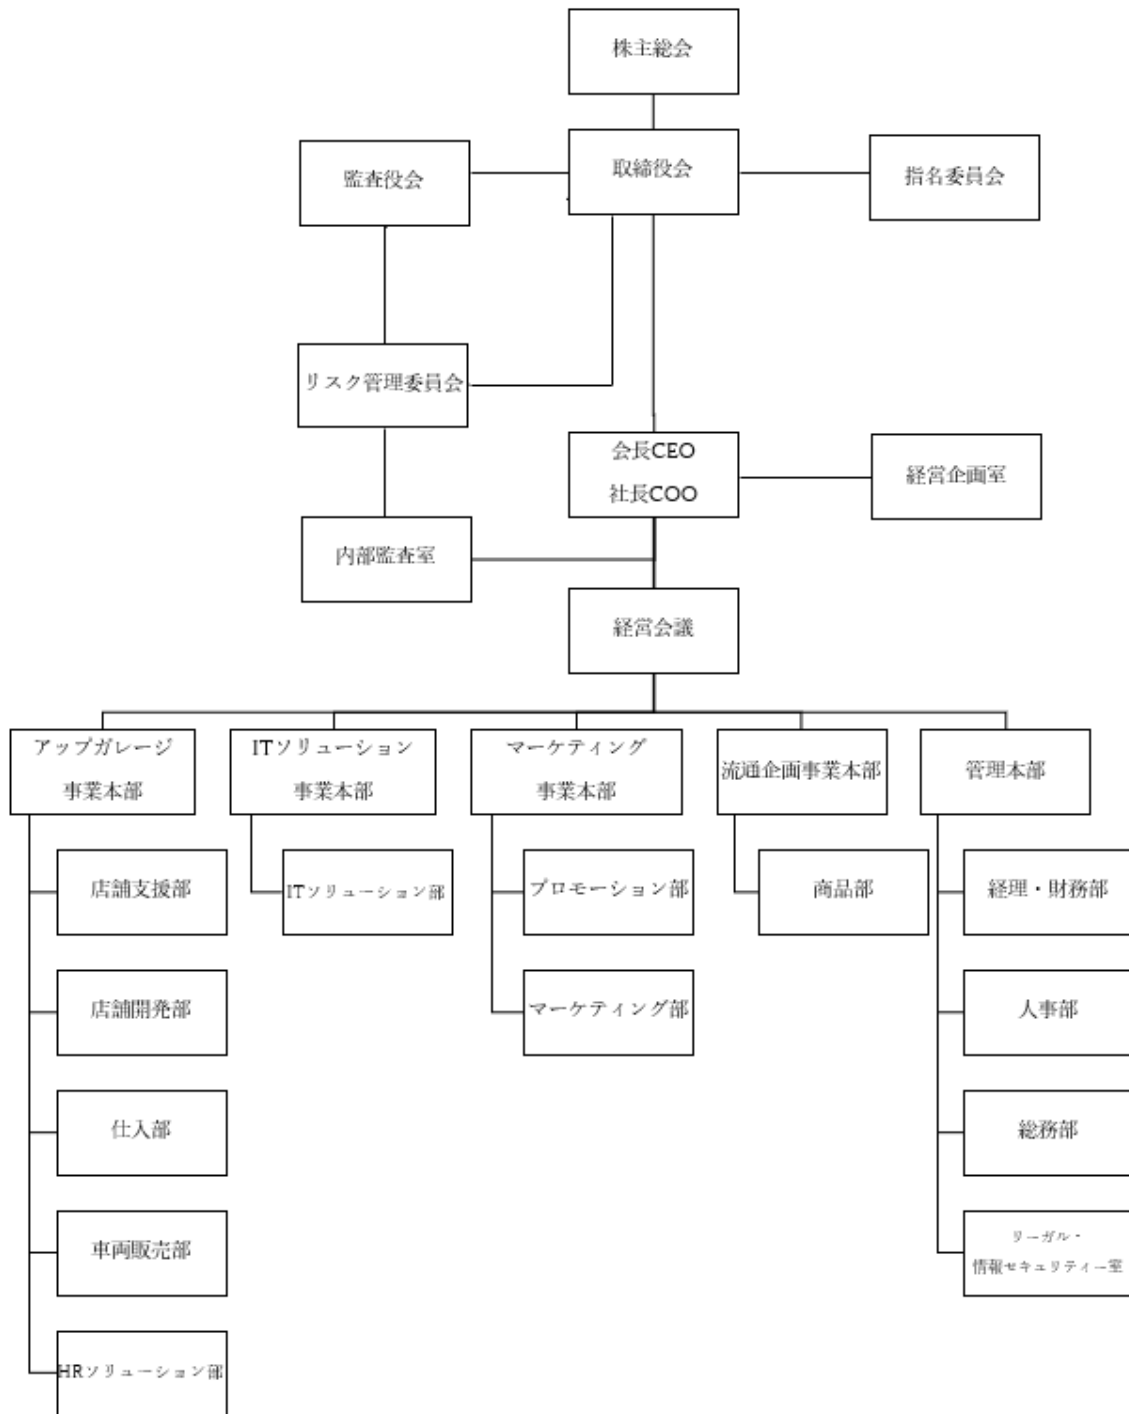 株主総会
監査役会
取締役会
指名委員会
リスク管理委員会
会長CEO
社長COO
経営企画室
内部監査室
経営会議
アップガレージ
事業本部
ITソリューション
事業本部
マーケティング
事業本部
流通企画事業本部
管理本部
店舗支援部
ITソリューション部
プロモーション部
商品部
経理・財務部
店舗開発部
マーケティング部
人事部
仕入部
総務部
車両販売部
リーガル・
情報セキュリティー室
HRソリューション部